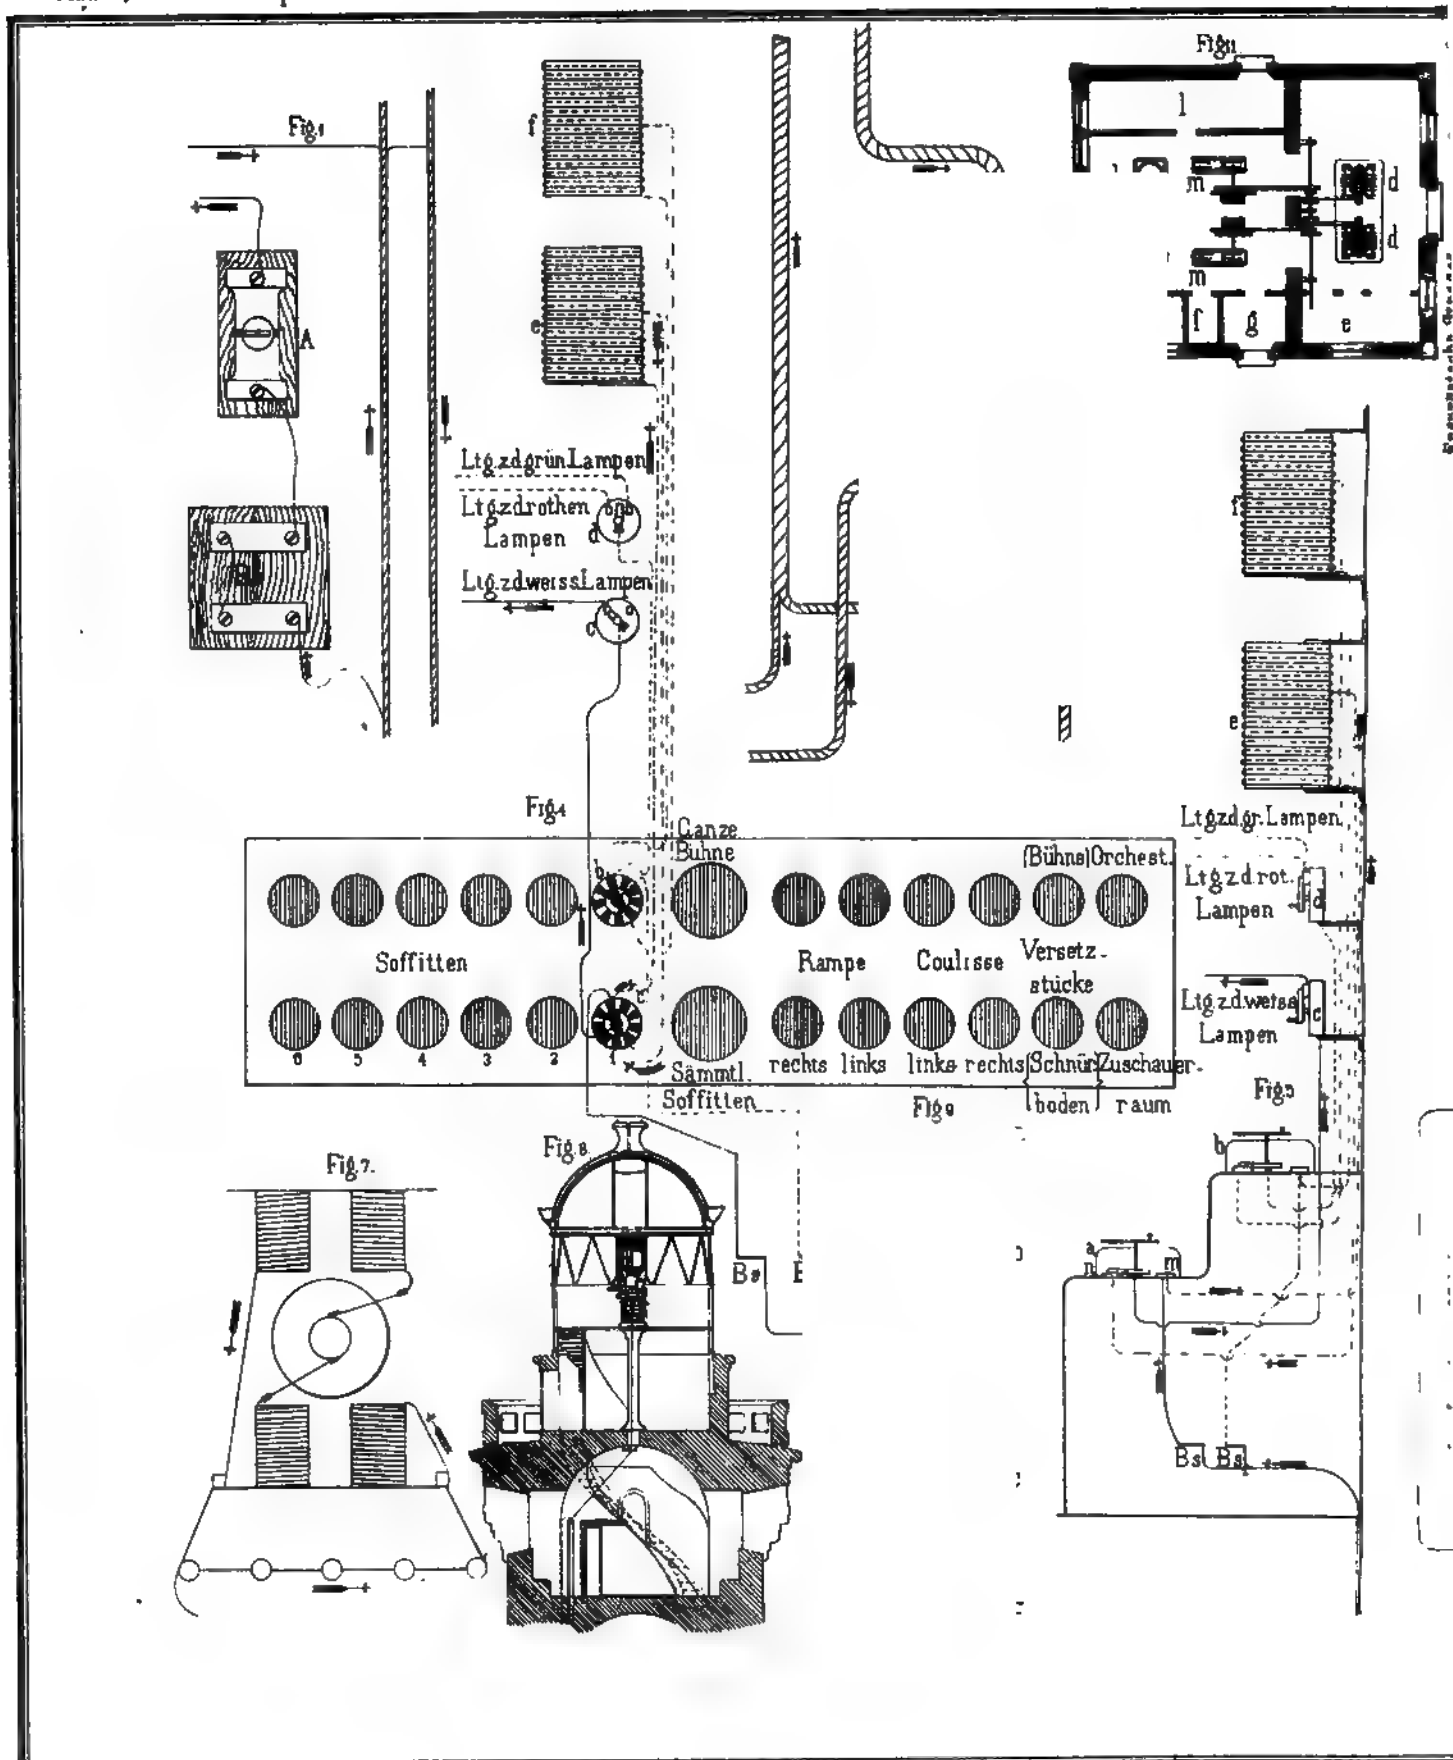 Fig.1
A
f
e
Ltg.z.d.grün.Lampen
Ltg.z.d.rothen
Lampen
d
Ltg.z.d.weiss.Lampen
c
Fig.11
l
m
d
d
m
f
g
e
f
e
Ltg.z.d.gr.Lampen
Ltg.z.d.rot.
Lampen
d
Ltg.z.d.weiss
Lampen
c
Fig.4
Ganze
Bühne
(Bühne)
Orchest.
b
Soffitten
Rampe
Coulisse
Versetz-
stücke
6 5 4 3 2 1
rechts links links rechts Schnür Zuschauer-
boden raum
Sämmtl.
Soffitten
Fig.9
Fig.5
b
a
n
m
Bs Bs
Fig.7.
Fig.8.
Bs